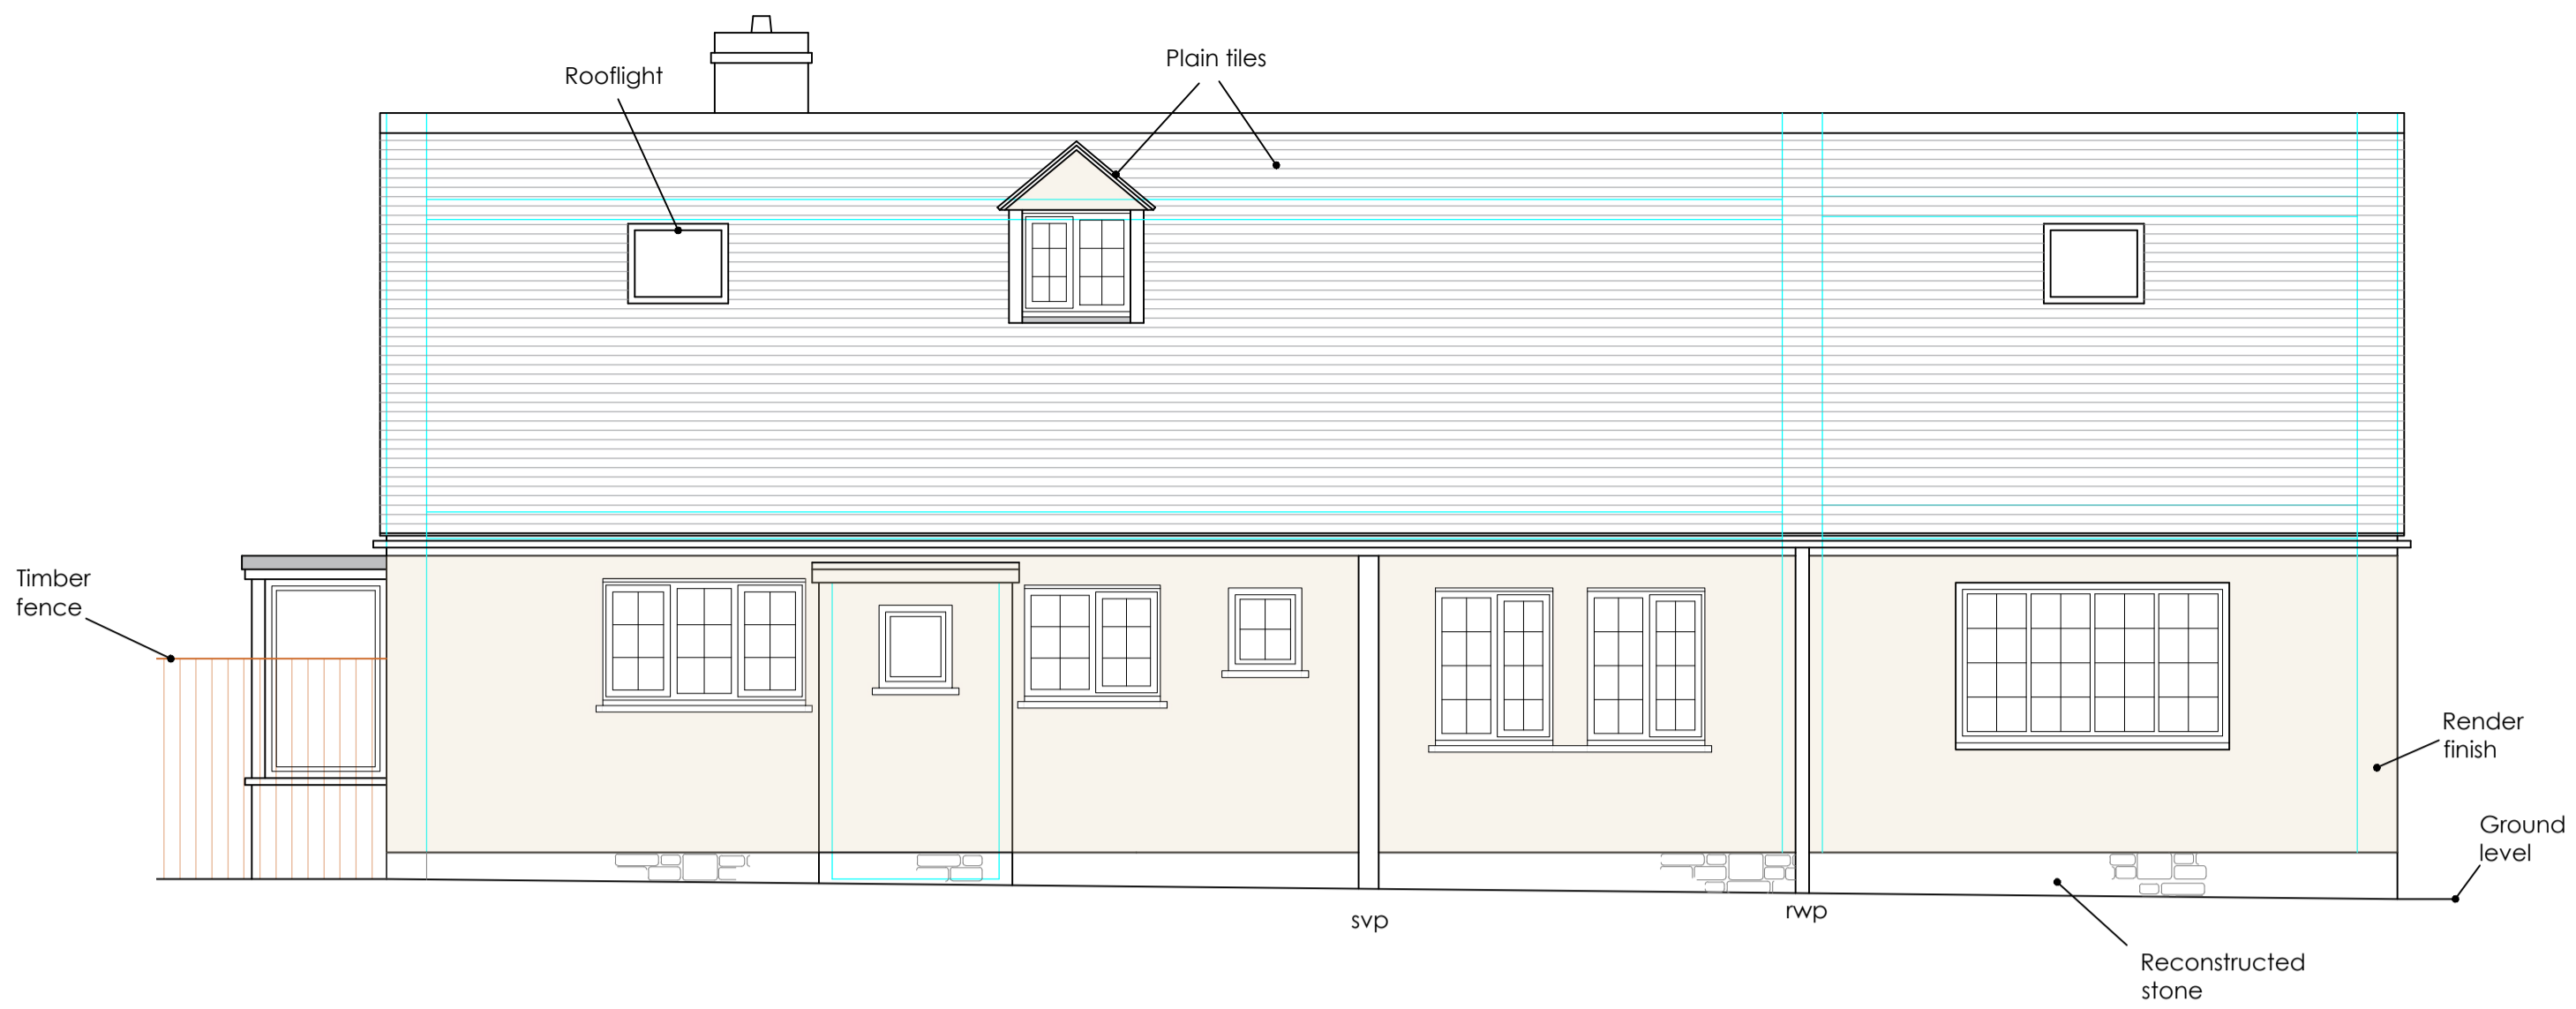 Plain tiles
Rooflight
Timber
fence
Render
finish
Ground
level
svp
rwp
Reconstructed
stone